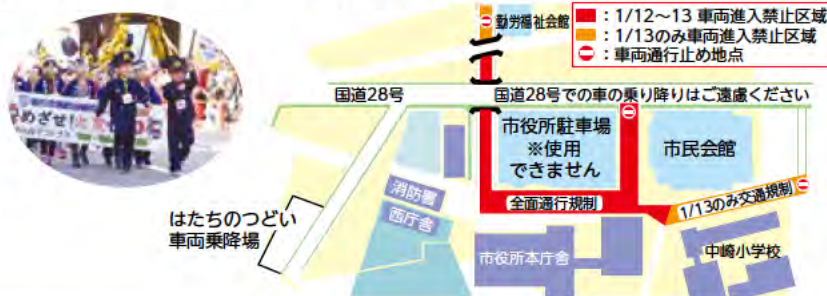 勤労福祉会館
：1/12～13 車両進入禁止区域
：1/13のみ車両進入禁止区域
：車両通行止め地点
国道28号
国道28号での車の乗り降りはご遠慮ください
市役所駐車場
※使用
できません
市民会館
消防署
西庁舎
全面通行規制
1/13のみ交通規制
はたちのつどい
車両乗降場
市役所本庁舎
中崎小学校
めざせ!